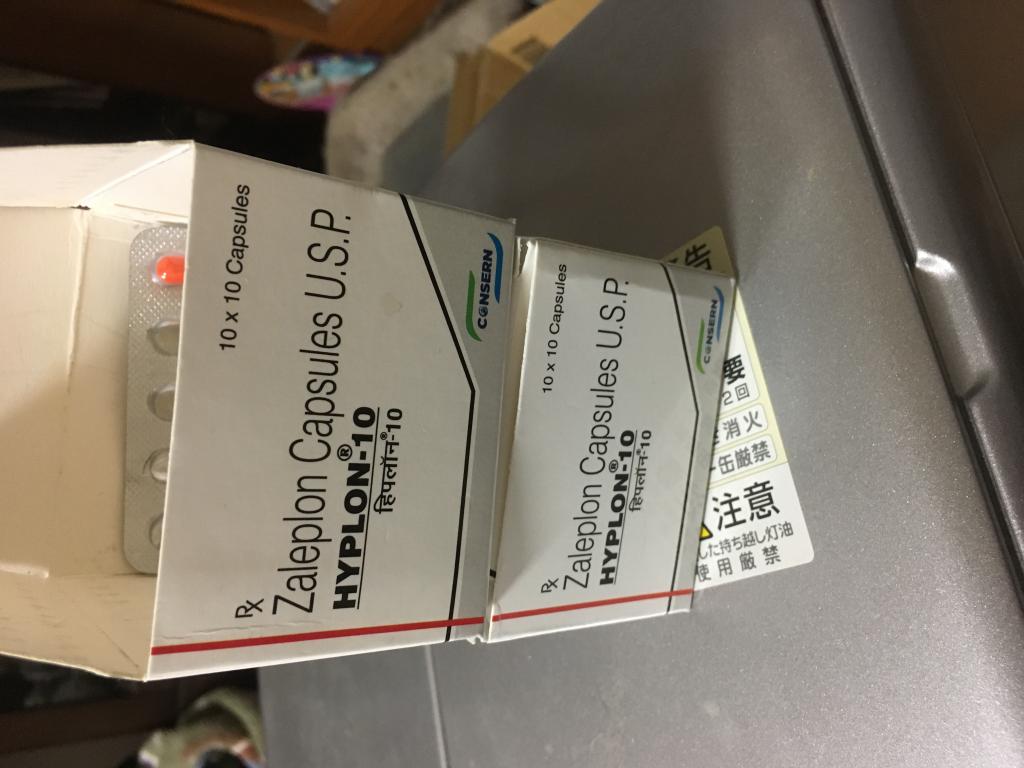 10 x 10 Capsules
Rx
Zaleplon Capsules U.S.P.
HYPLON®-10
हिपलॉन®-10
CONSERN
10 x 10 Capsules
Rx
Zaleplon Capsules U.S.P.
HYPLON®-10
हिपलॉन®-10
CONSERN
告
要
2回
消火
缶厳禁
注意
した持ち越し灯油
使用厳禁